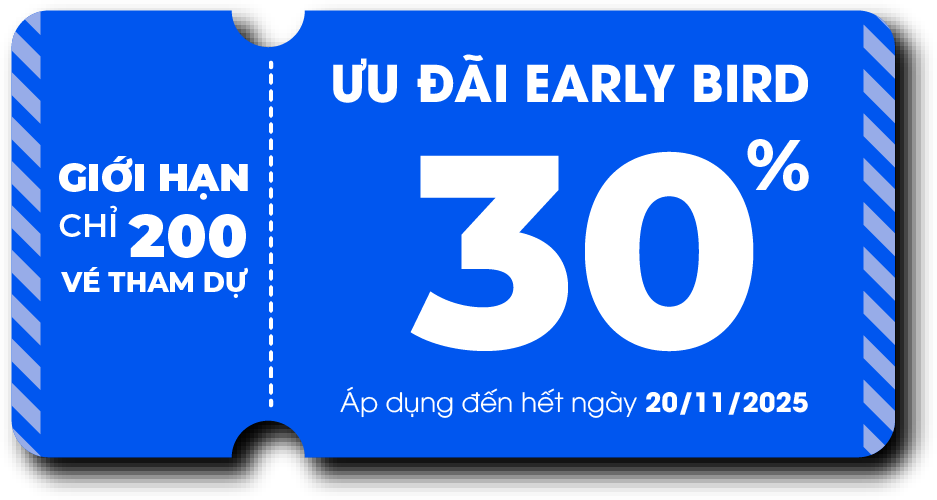 GIỚI HẠN
CHỈ 200
VÉ THAM DỰ
ƯU ĐÃI EARLY BIRD
30%
Áp dụng đến hết ngày 20/11/2025